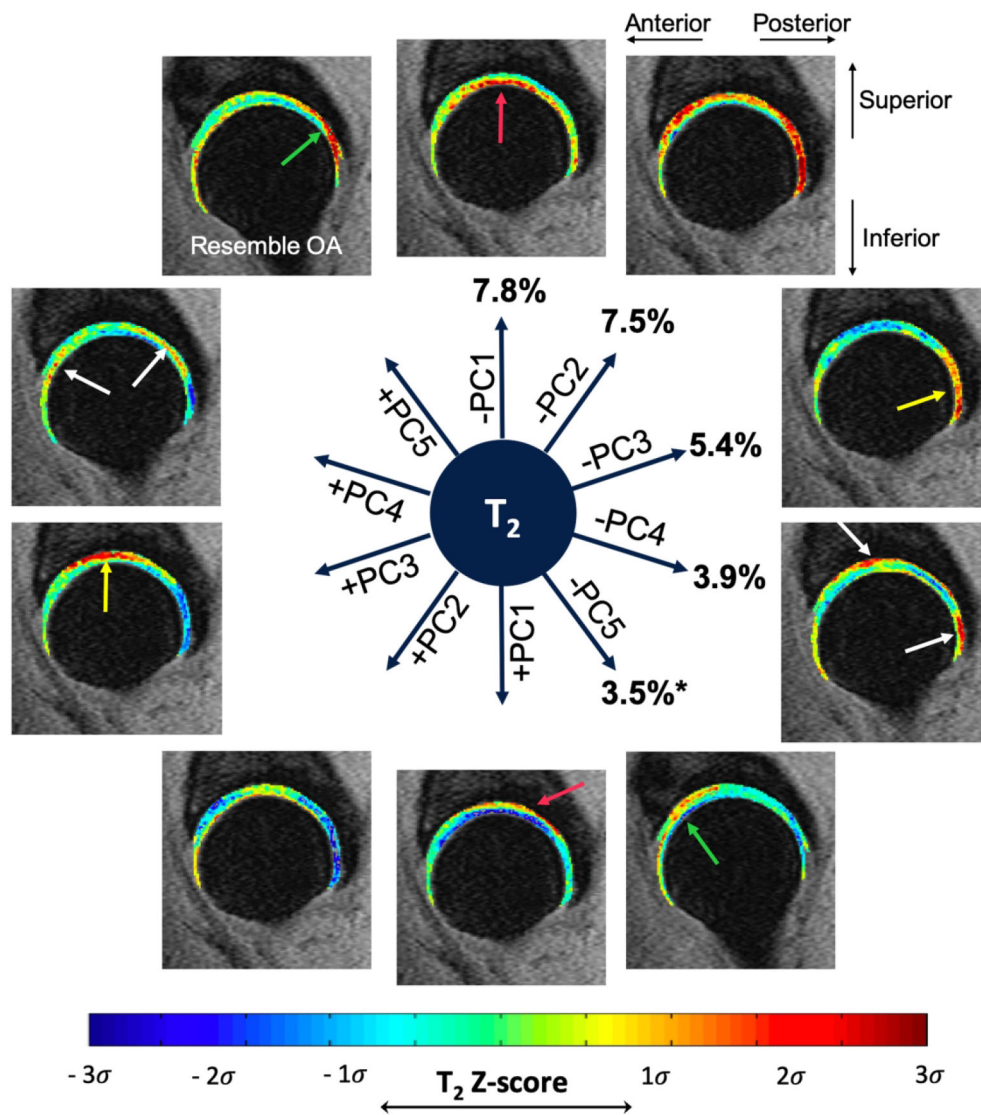 Anterior
Posterior
Superior
Inferior
Resemble OA
7.8%
7.5%
5.4%
3.9%
3.5%*
-PC1
-PC2
-PC3
-PC4
-PC5
+PC1
+PC2
+PC3
+PC4
+PC5
T₂
- 3σ
- 2σ
- 1σ
T₂ Z-score
1σ
2σ
3σ